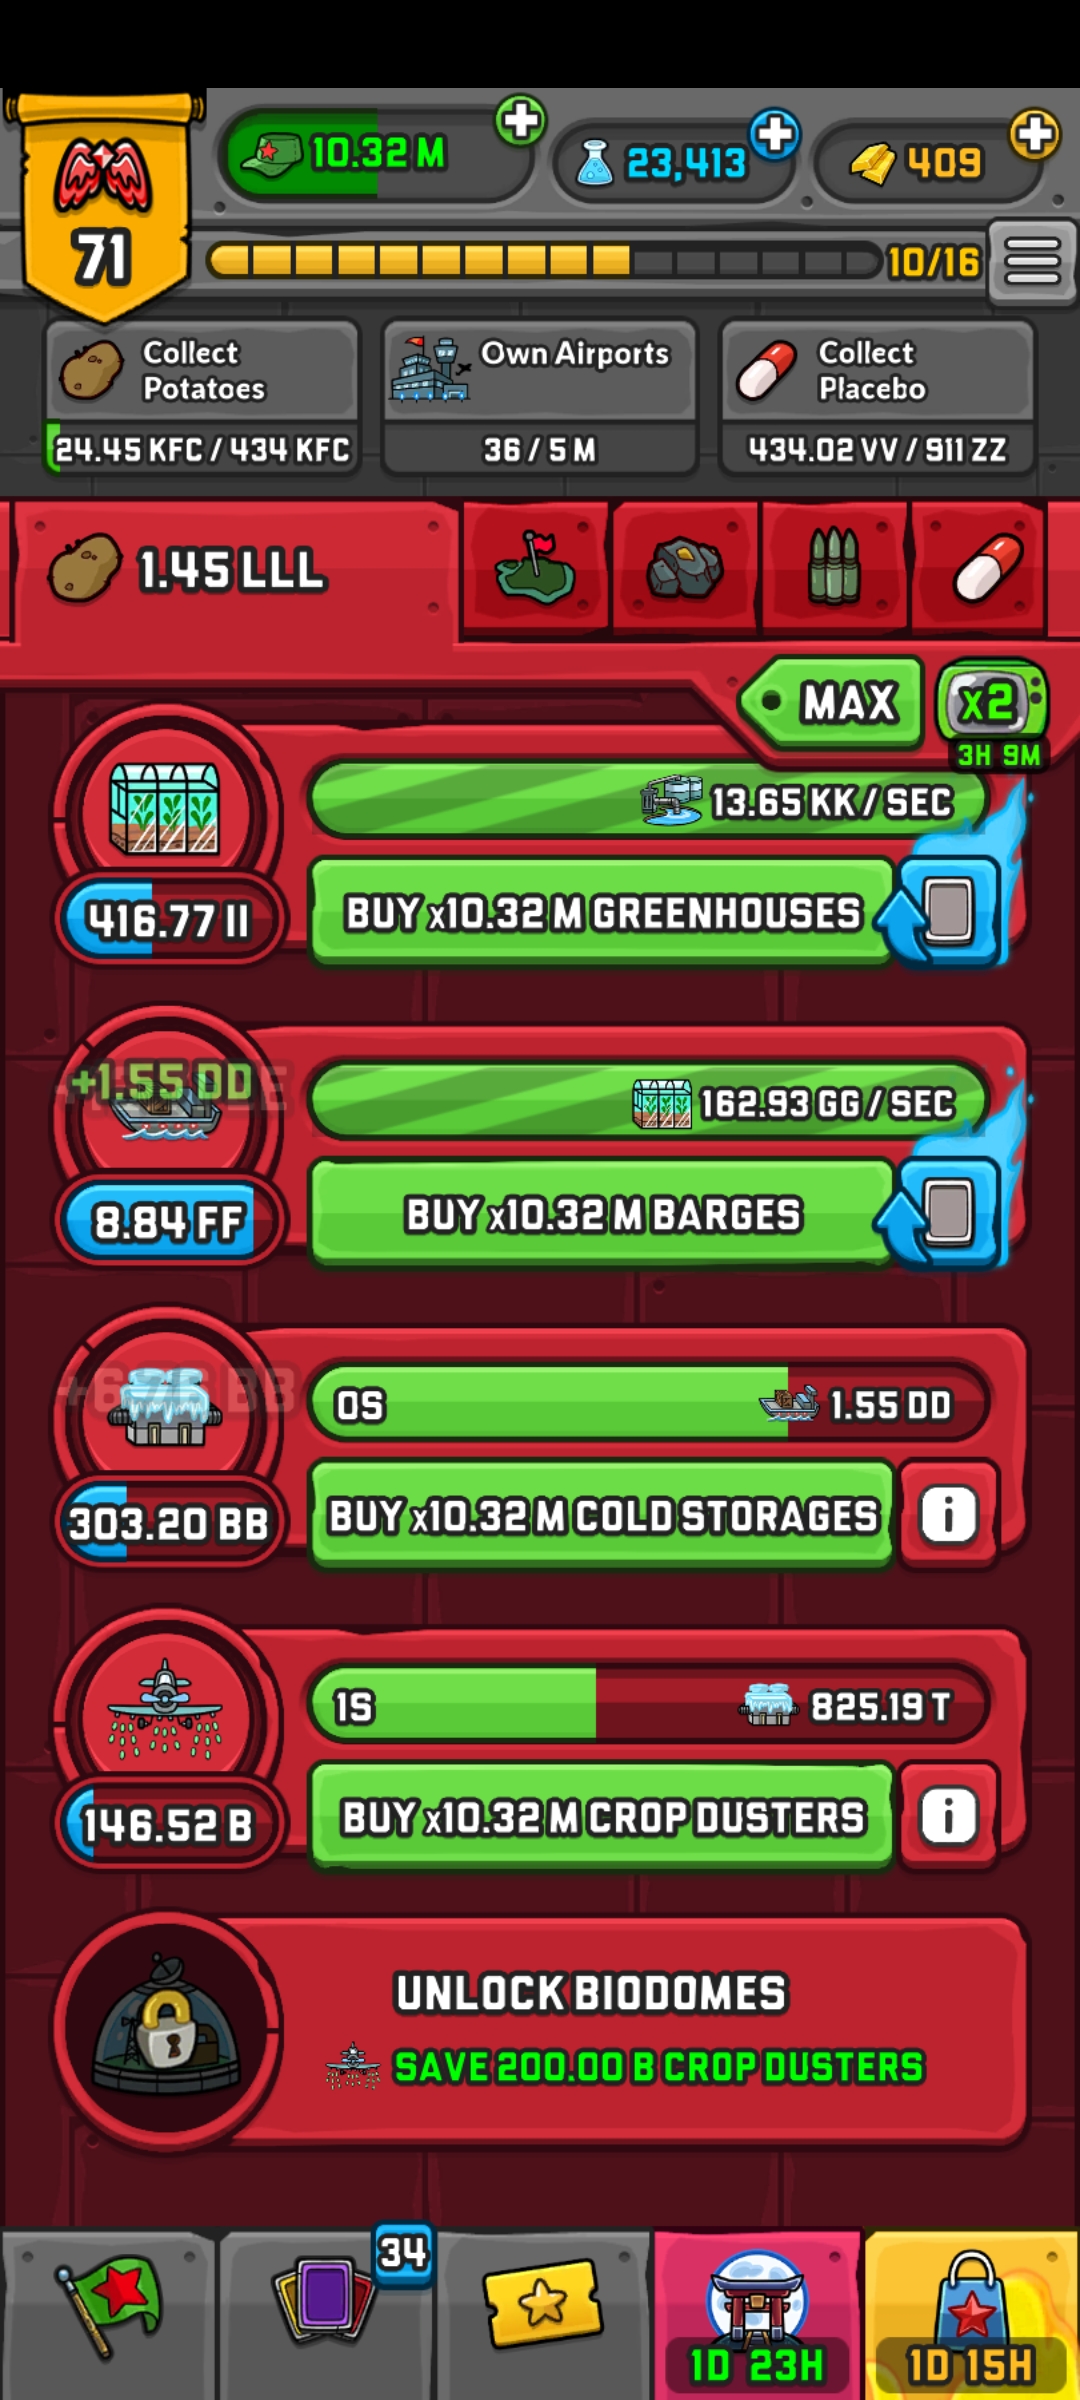 71
10.32 M
23,413
409
10/16
Collect
Potatoes
24.45 KFC / 434 KFC
Own Airports
36 / 5 M
Collect
Placebo
434.02 VV / 911 ZZ
1.45 LLL
MAX
x2
3H 9M
13.65 KK / SEC
416.77 II
BUY x10.32 M GREENHOUSES
+1.55 DD
162.93 GG / SEC
8.84 FF
BUY x10.32 M BARGES
0S
1.55 DD
303.20 BB
BUY x10.32 M COLD STORAGES
i
1S
825.19 T
146.52 B
BUY x10.32 M CROP DUSTERS
i
UNLOCK BIODOMES
SAVE 200.00 B CROP DUSTERS
34
1D 23H
1D 15H